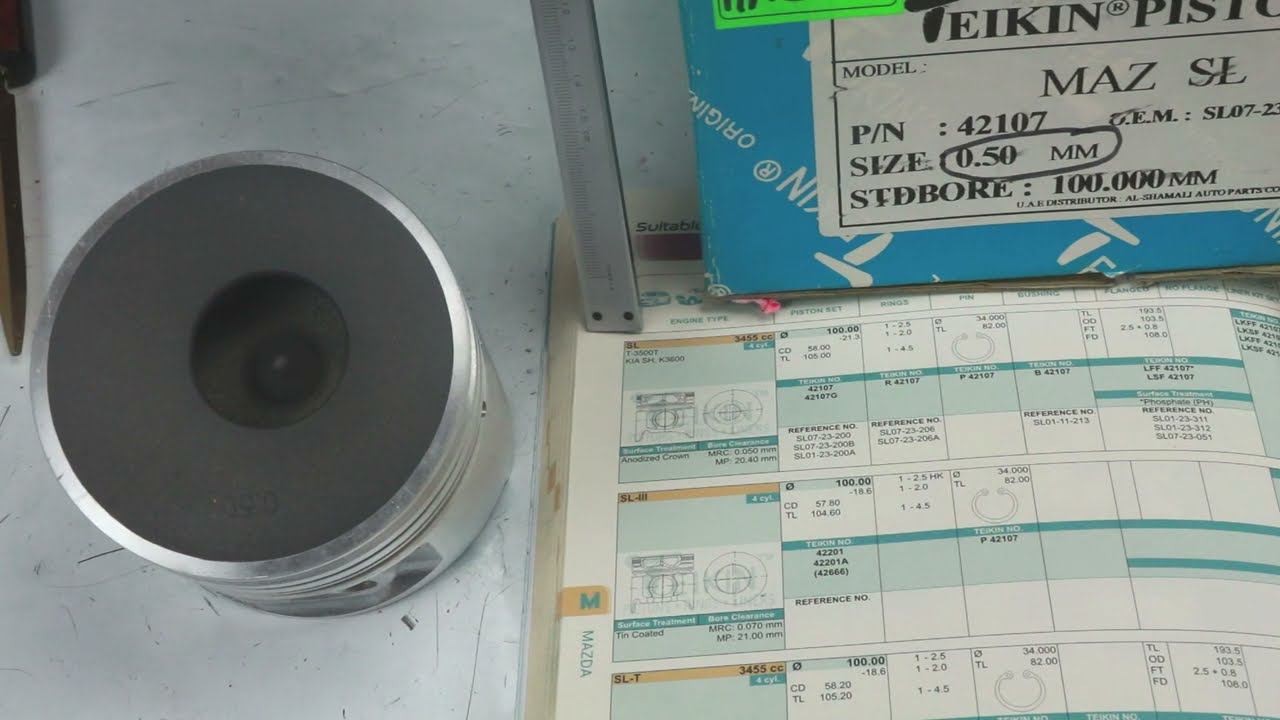 TEIKIN® PISTO
MODEL :
MAZ SL
P/N : 42107
O.E.M. : SL07-23
SIZE : 0.50 MM
STDBORE : 100.000 MM
U.A.E DISTRIBUTOR : AL-SHAMALI AUTO PARTS CO
ORIGIN
Suitable
ENGINE TYPE
PISTON SET
RINGS
PIN
BUSHING
FLANGED
NO FLANGE
SL 3455 cc
4 cyl.
T-3500T
KIA SH, K3600
Ø 100.00
-21.3
CD 58.00
TL 105.00
1 - 2.5
1 - 2.0
1 - 4.5
Ø 34.000
TL 82.00
TL 193.5
OD 103.5
FT 2.5 + 0.8
FD 108.0
TEIKIN NO.
42107
42107G
TEIKIN NO.
R 42107
TEIKIN NO.
P 42107
TEIKIN NO.
B 42107
TEIKIN NO.
LFF 42107*
LSF 42107
Surface Treatment
*Phosphate (PH)
REFERENCE NO.
SL07-23-200
SL07-23-200B
SL01-23-200A
REFERENCE NO.
SL07-23-206
SL07-23-206A
REFERENCE NO.
SL01-11-213
REFERENCE NO.
SL01-23-311
SL01-23-312
SL07-23-051
Surface Treatment
Anodized Crown
Bore Clearance
MRC: 0.050 mm
MP: 20.40 mm
SL-III
4 cyl.
Ø 100.00
-18.6
CD 57.80
TL 104.60
1 - 2.5 HK
1 - 2.0
1 - 4.5
Ø 34.000
TL 82.00
TEIKIN NO.
42201
42201A
(42666)
TEIKIN NO.
P 42107
REFERENCE NO.
Surface Treatment
Tin Coated
Bore Clearance
MRC: 0.070 mm
MP: 21.00 mm
M
MAZDA
SL-T 3455 cc
4 cyl.
Ø 100.00
-18.6
CD 58.20
TL 105.20
1 - 2.5
1 - 2.0
1 - 4.5
Ø 34.000
TL 82.00
TL 193.5
OD 103.5
FT 2.5 + 0.8
FD 108.0
0.50